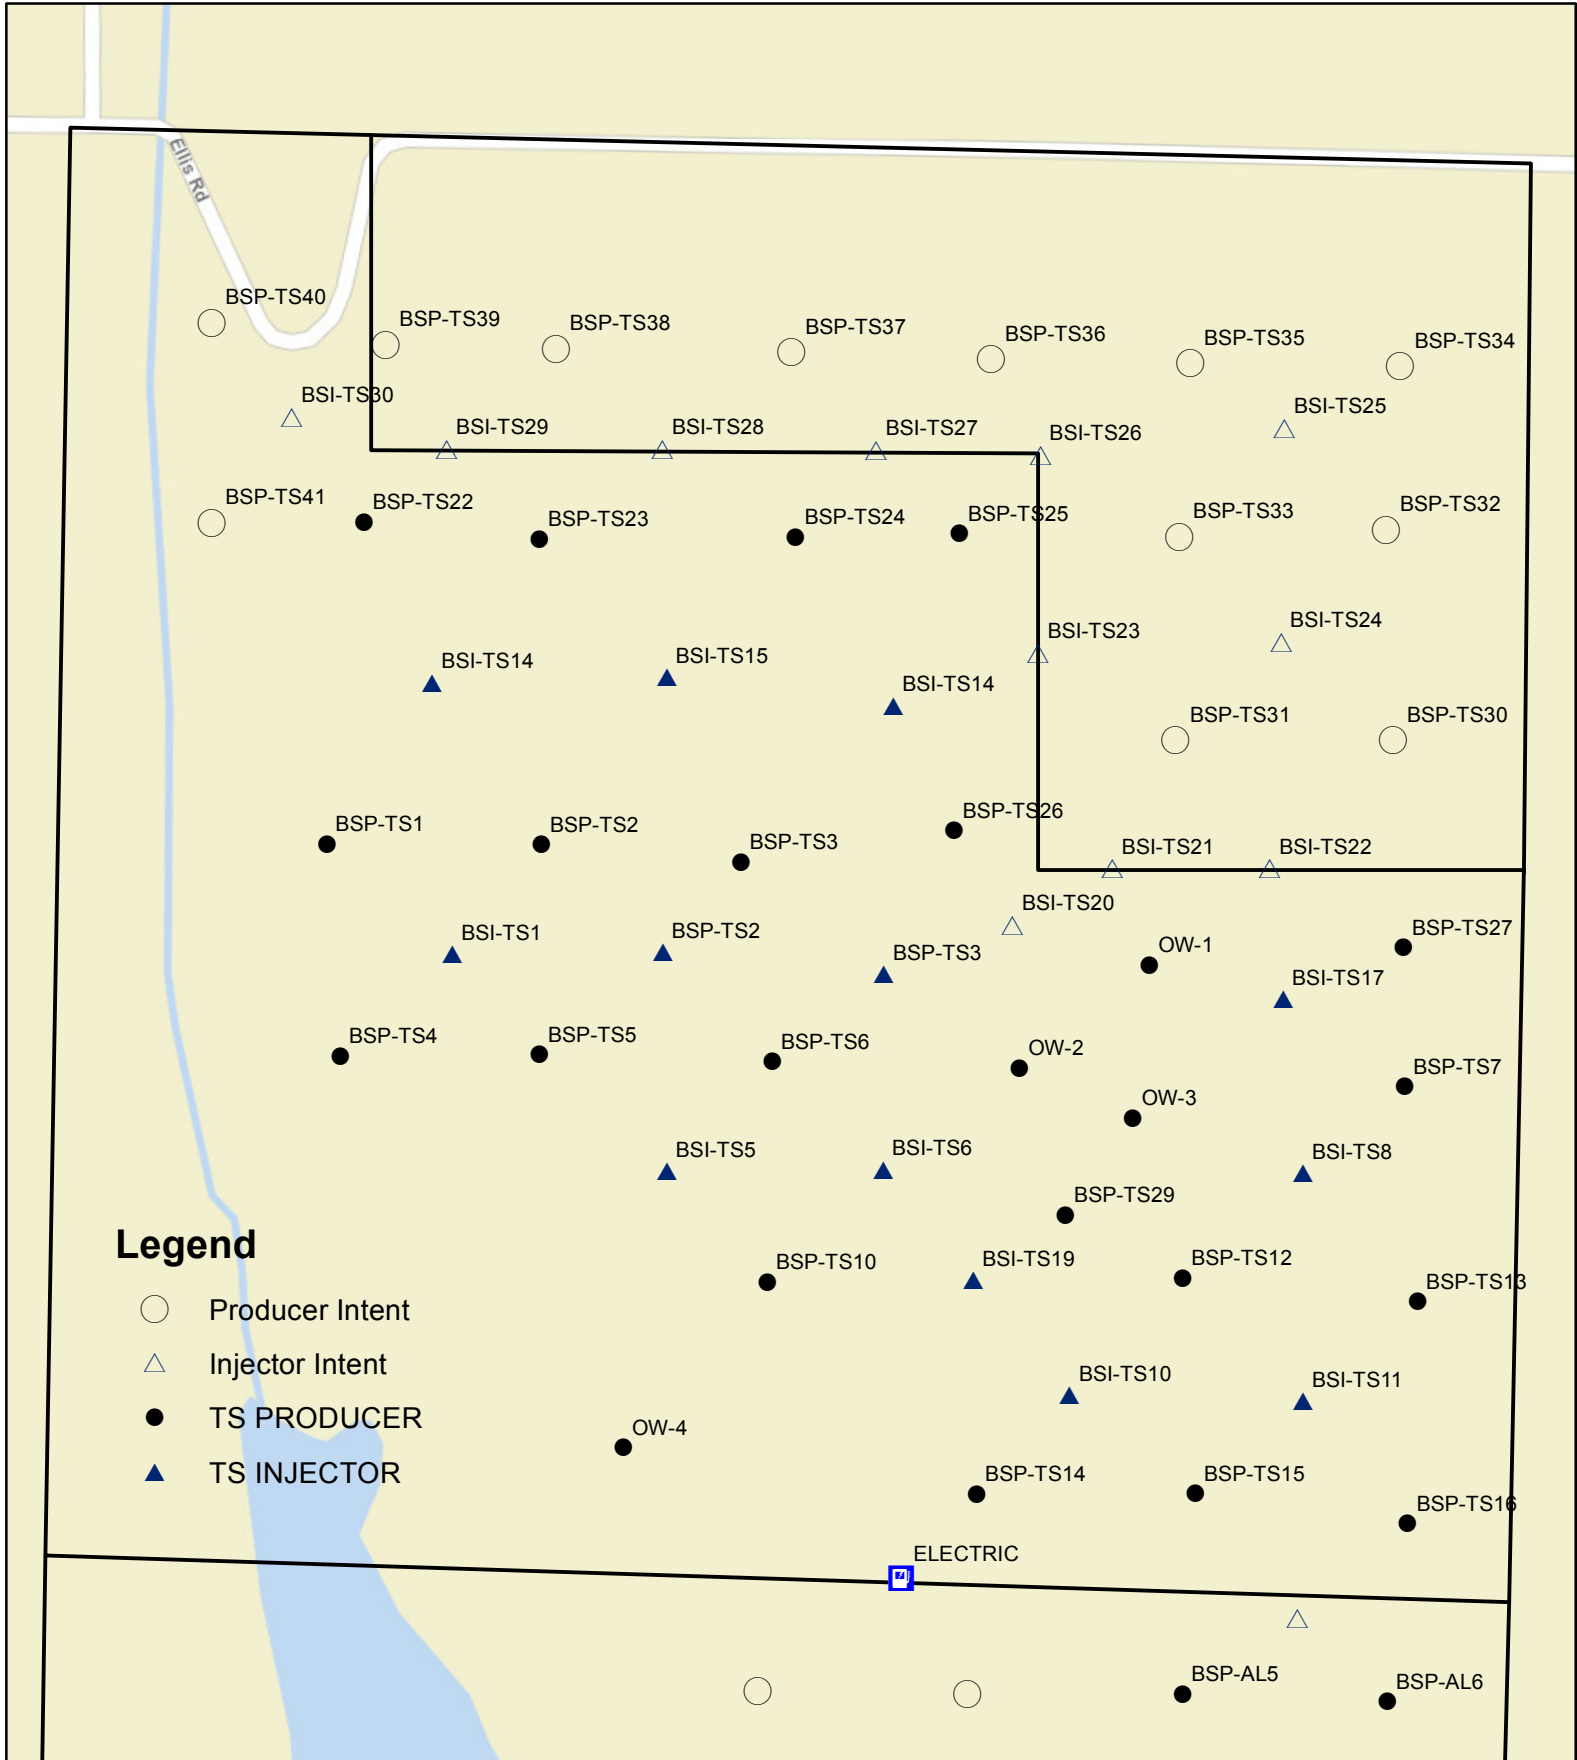 Ellis Rd
BSP-TS40
BSP-TS39
BSP-TS38
BSP-TS37
BSP-TS36
BSP-TS35
BSP-TS34
BSI-TS30
BSI-TS29
BSI-TS28
BSI-TS27
BSI-TS26
BSI-TS25
BSP-TS41
BSP-TS22
BSP-TS23
BSP-TS24
BSP-TS25
BSP-TS33
BSP-TS32
BSI-TS14
BSI-TS15
BSI-TS14
BSI-TS23
BSI-TS24
BSP-TS31
BSP-TS30
BSP-TS1
BSP-TS2
BSP-TS3
BSP-TS26
BSI-TS21
BSI-TS22
BSI-TS1
BSP-TS2
BSP-TS3
BSI-TS20
OW-1
BSP-TS27
BSI-TS17
BSP-TS4
BSP-TS5
BSP-TS6
OW-2
OW-3
BSP-TS7
BSI-TS5
BSI-TS6
BSI-TS8
BSP-TS29
BSP-TS10
BSI-TS19
BSP-TS12
BSP-TS13
BSI-TS10
BSI-TS11
OW-4
BSP-TS14
BSP-TS15
BSP-TS16
ELECTRIC
BSP-AL5
BSP-AL6
Legend
Producer Intent
Injector Intent
TS PRODUCER
TS INJECTOR